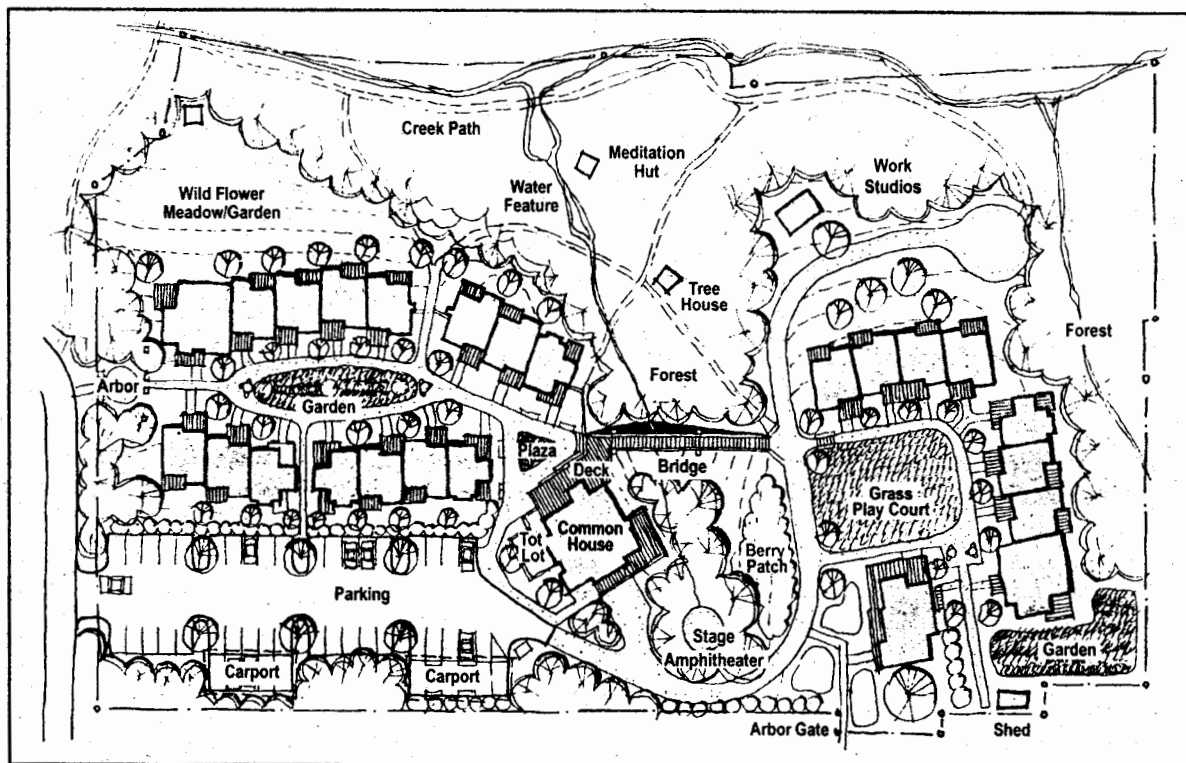 Creek Path
Meditation
Hut
Work
Studios
Wild Flower
Meadow/Garden
Water
Feature
Tree
House
Forest
Forest
Arbor
Garden
Plaza
Deck
Bridge
Grass
Play Court
Common
House
Tot
Lot
Berry
Patch
Parking
Stage
Amphitheater
Carport
Carport
Garden
Arbor Gate
Shed